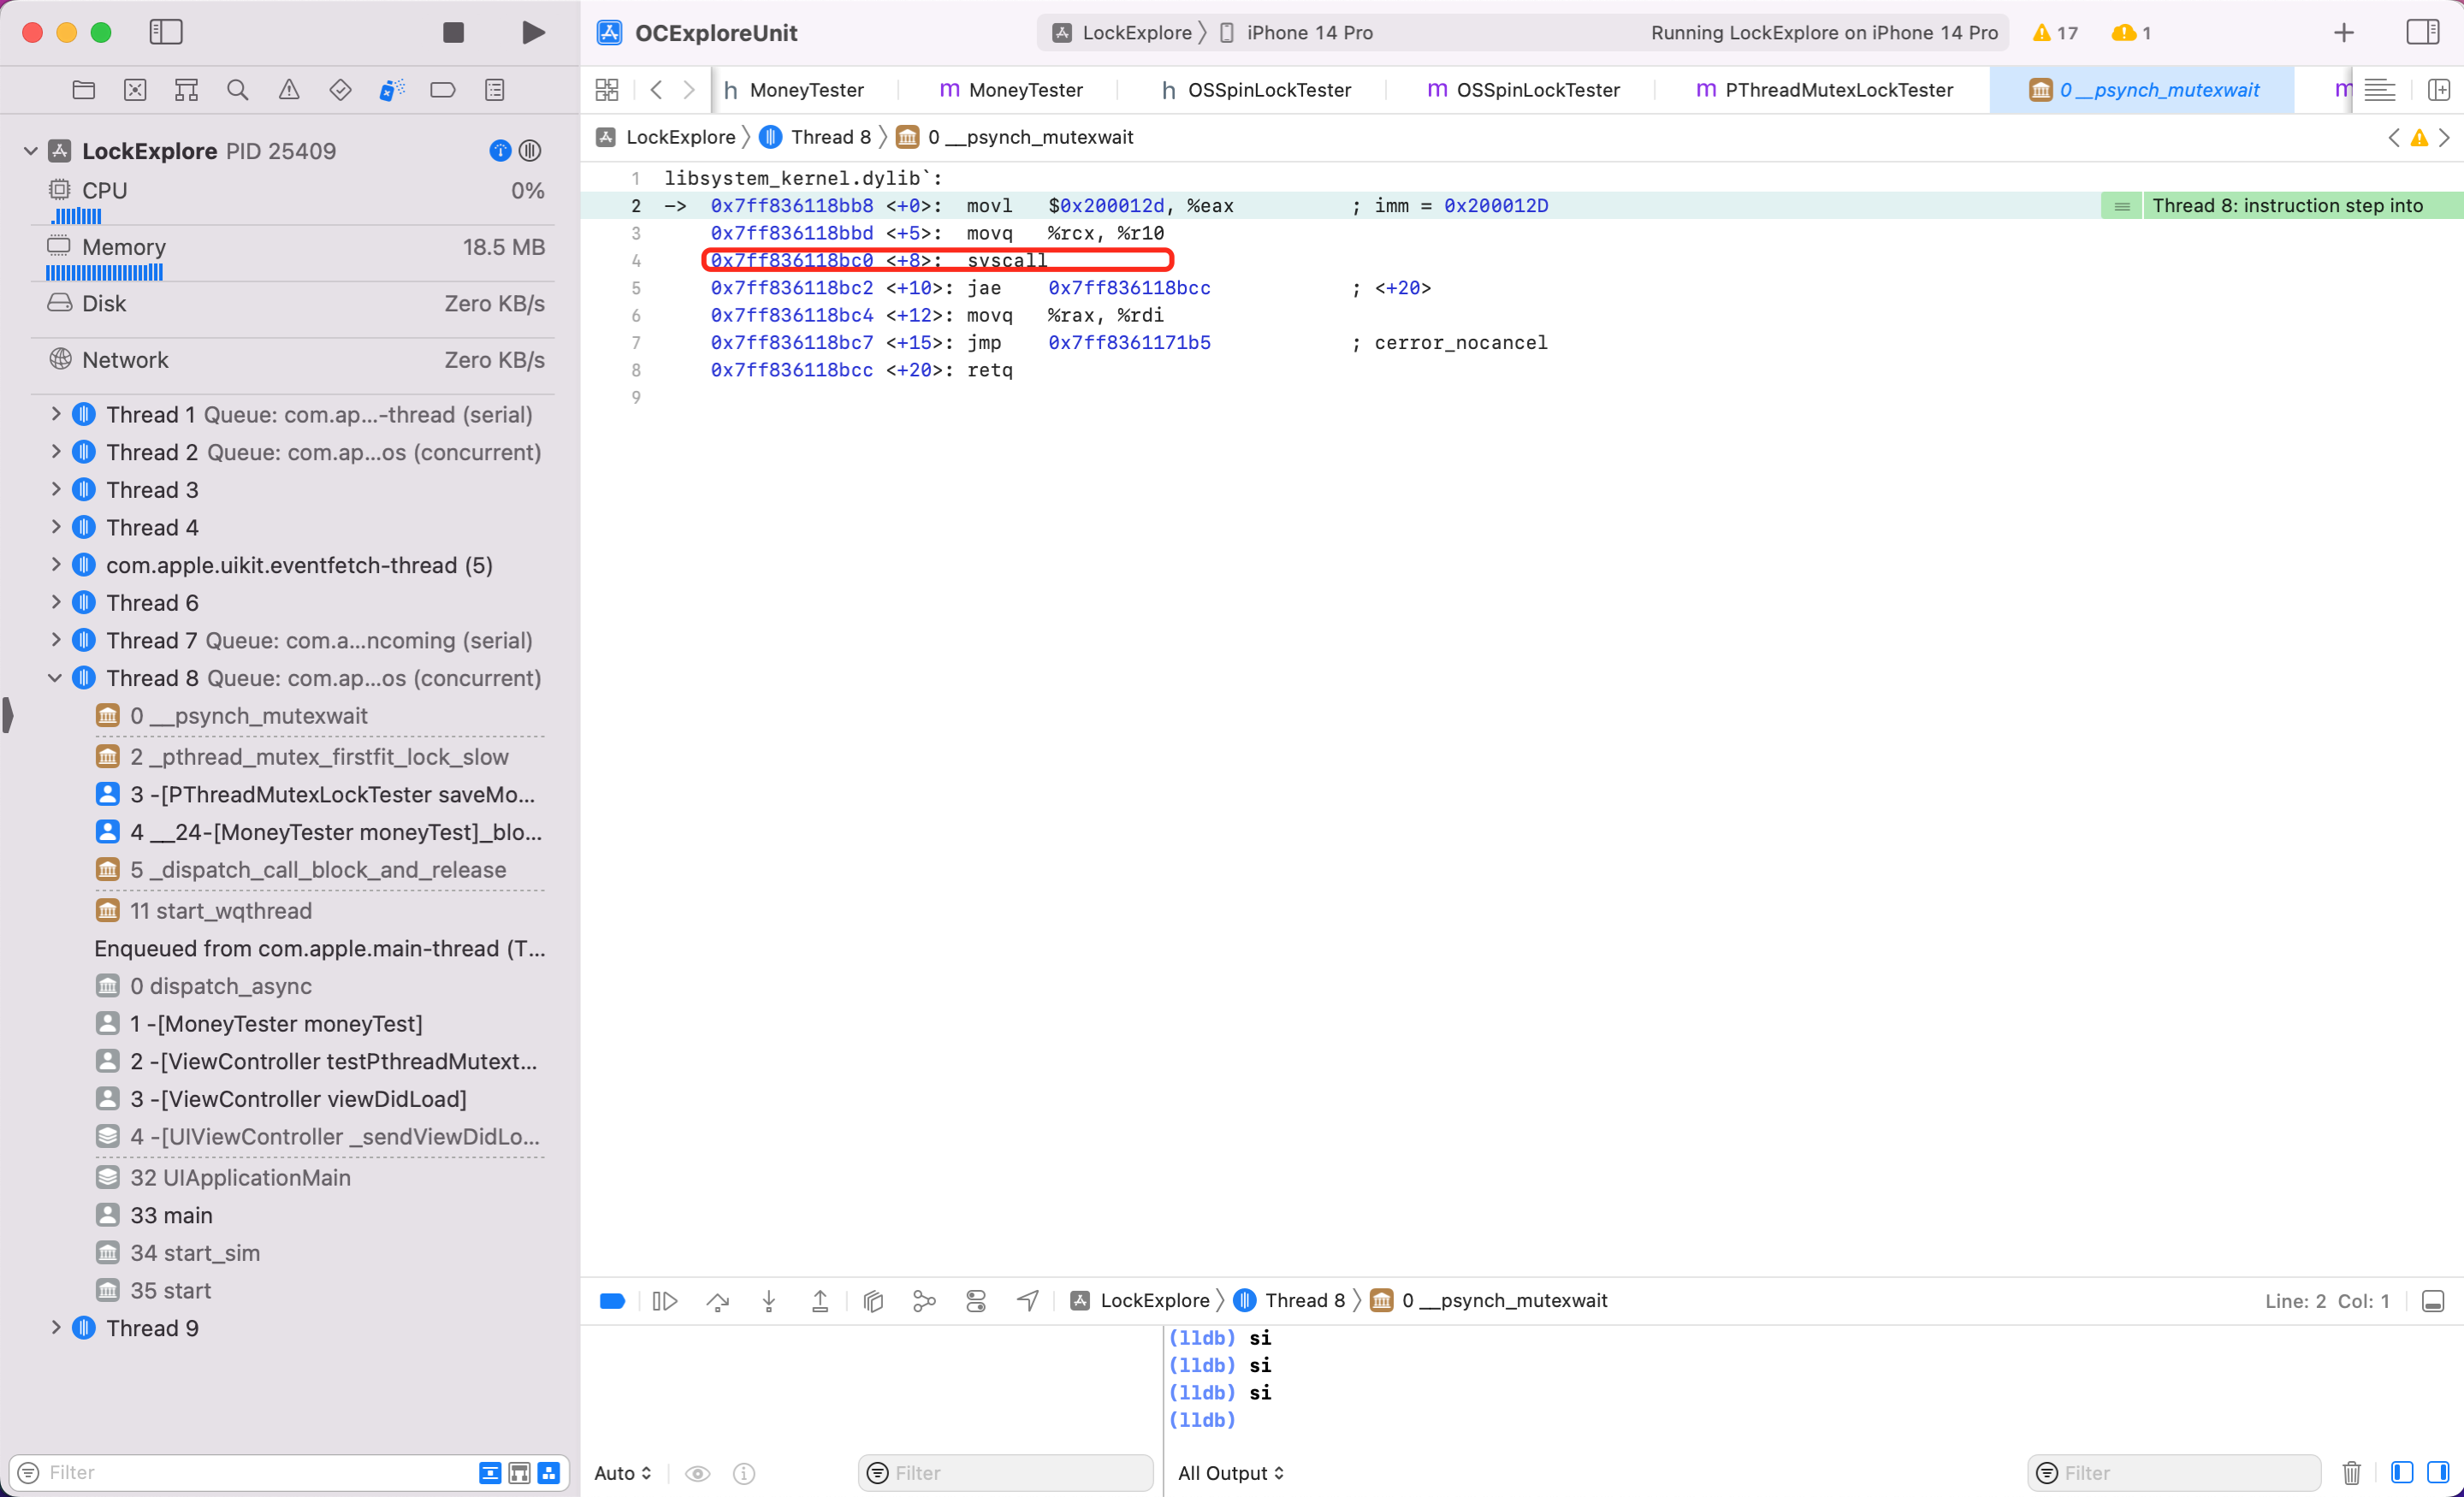 OCExploreUnit
LockExplore 〉 iPhone 14 Pro
Running LockExplore on iPhone 14 Pro
17
1
h MoneyTester
m MoneyTester
h OSSpinLockTester
m OSSpinLockTester
m PThreadMutexLockTester
0 __psynch_mutexwait
m
LockExplore 〉 Thread 8 〉 0 __psynch_mutexwait
LockExplore PID 25409
CPU 0%
Memory 18.5 MB
Disk Zero KB/s
Network Zero KB/s
Thread 1 Queue: com.ap...-thread (serial)
Thread 2 Queue: com.ap...os (concurrent)
Thread 3
Thread 4
com.apple.uikit.eventfetch-thread (5)
Thread 6
Thread 7 Queue: com.a...ncoming (serial)
Thread 8 Queue: com.ap...os (concurrent)
0 __psynch_mutexwait
2 _pthread_mutex_firstfit_lock_slow
3 -[PThreadMutexLockTester saveMo...
4 __24-[MoneyTester moneyTest]_blo...
5 _dispatch_call_block_and_release
11 start_wqthread
Enqueued from com.apple.main-thread (T...
0 dispatch_async
1 -[MoneyTester moneyTest]
2 -[ViewController testPthreadMutext...
3 -[ViewController viewDidLoad]
4 -[UIViewController _sendViewDidLo...
32 UIApplicationMain
33 main
34 start_sim
35 start
Thread 9
Filter
1 libsystem_kernel.dylib`:
2 -> 0x7ff836118bb8 <+0>: movl $0x200012d, %eax ; imm = 0x200012D
Thread 8: instruction step into
3 0x7ff836118bbd <+5>: movq %rcx, %r10
4 0x7ff836118bc0 <+8>: syscall
5 0x7ff836118bc2 <+10>: jae 0x7ff836118bcc ; <+20>
6 0x7ff836118bc4 <+12>: movq %rax, %rdi
7 0x7ff836118bc7 <+15>: jmp 0x7ff8361171b5 ; cerror_nocancel
8 0x7ff836118bcc <+20>: retq
9
LockExplore 〉 Thread 8 〉 0 __psynch_mutexwait
Line: 2 Col: 1
(lldb) si
(lldb) si
(lldb) si
(lldb)
Auto
Filter
All Output
Filter